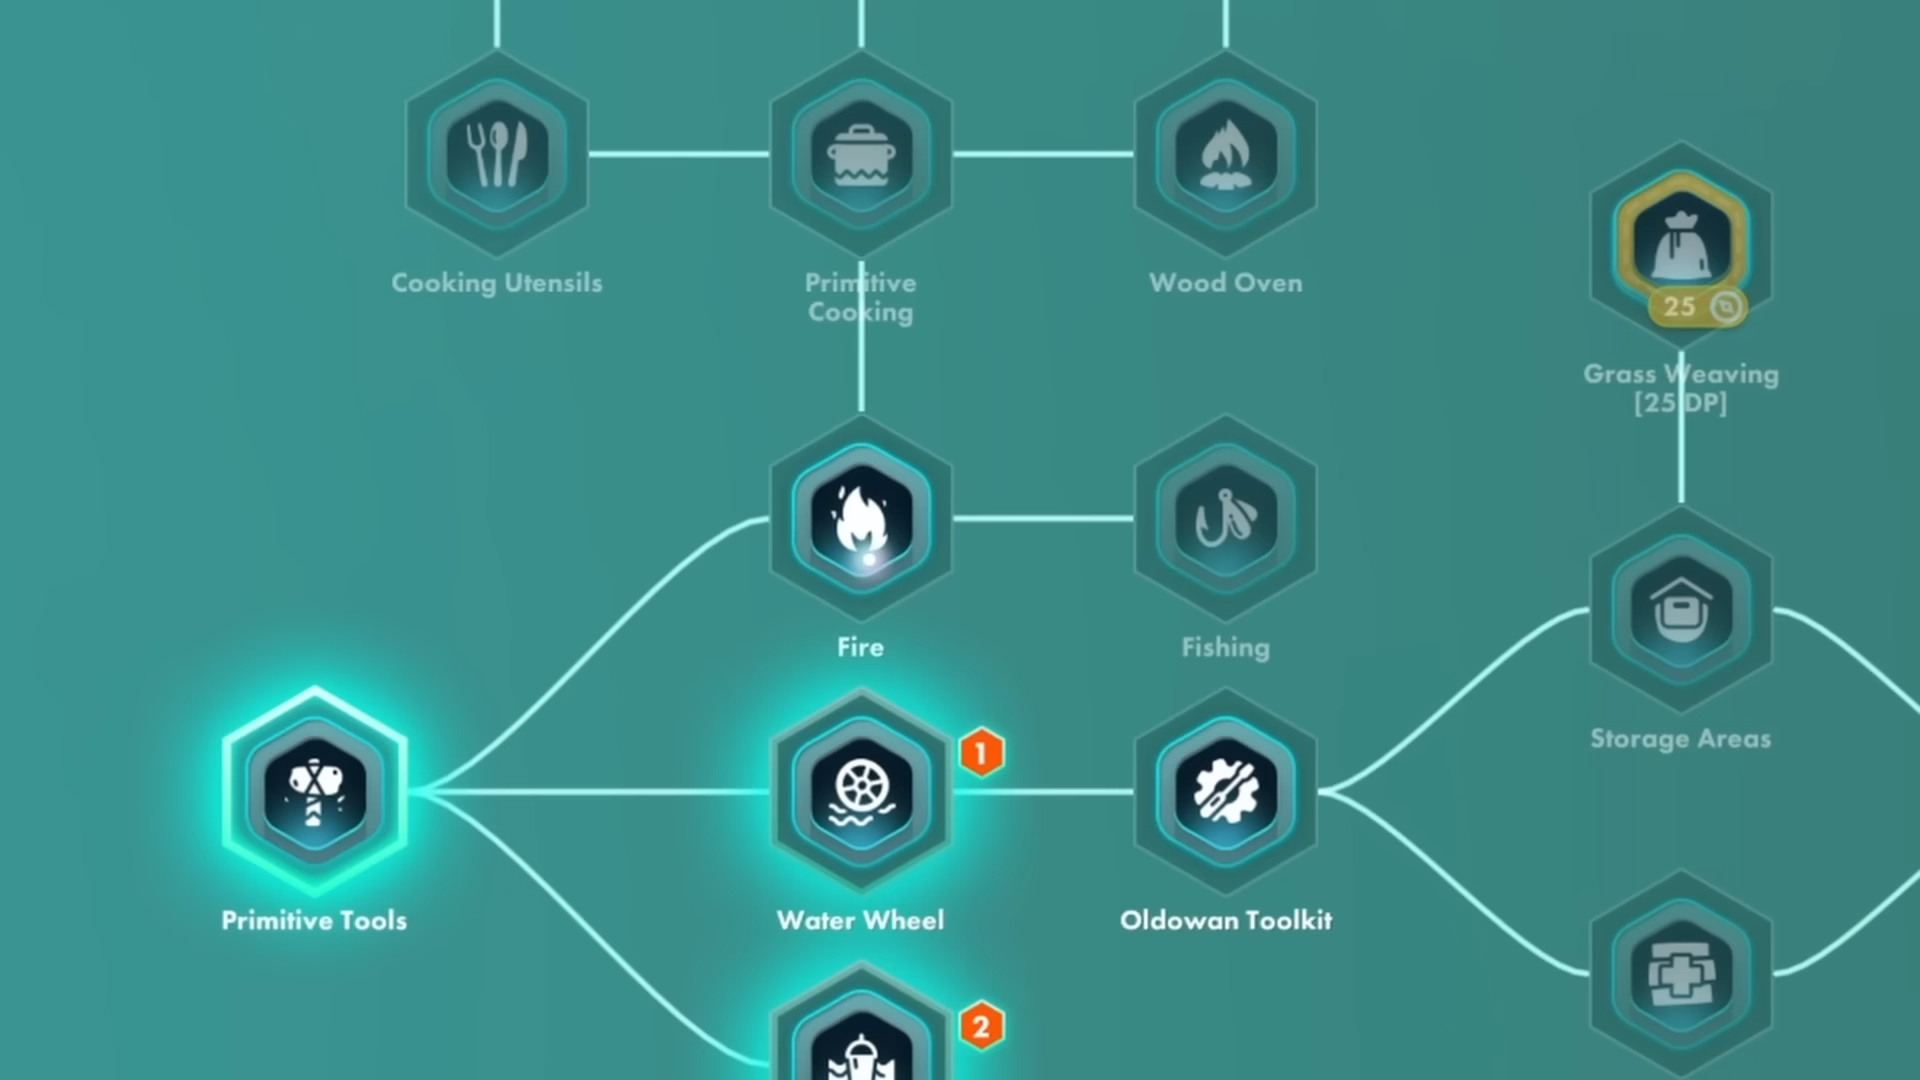 Cooking Utensils
Primitive
Cooking
Wood Oven
25
Grass Weaving
[25 DP]
Fire
Fishing
Storage Areas
1
Primitive Tools
Water Wheel
Oldowan Toolkit
2